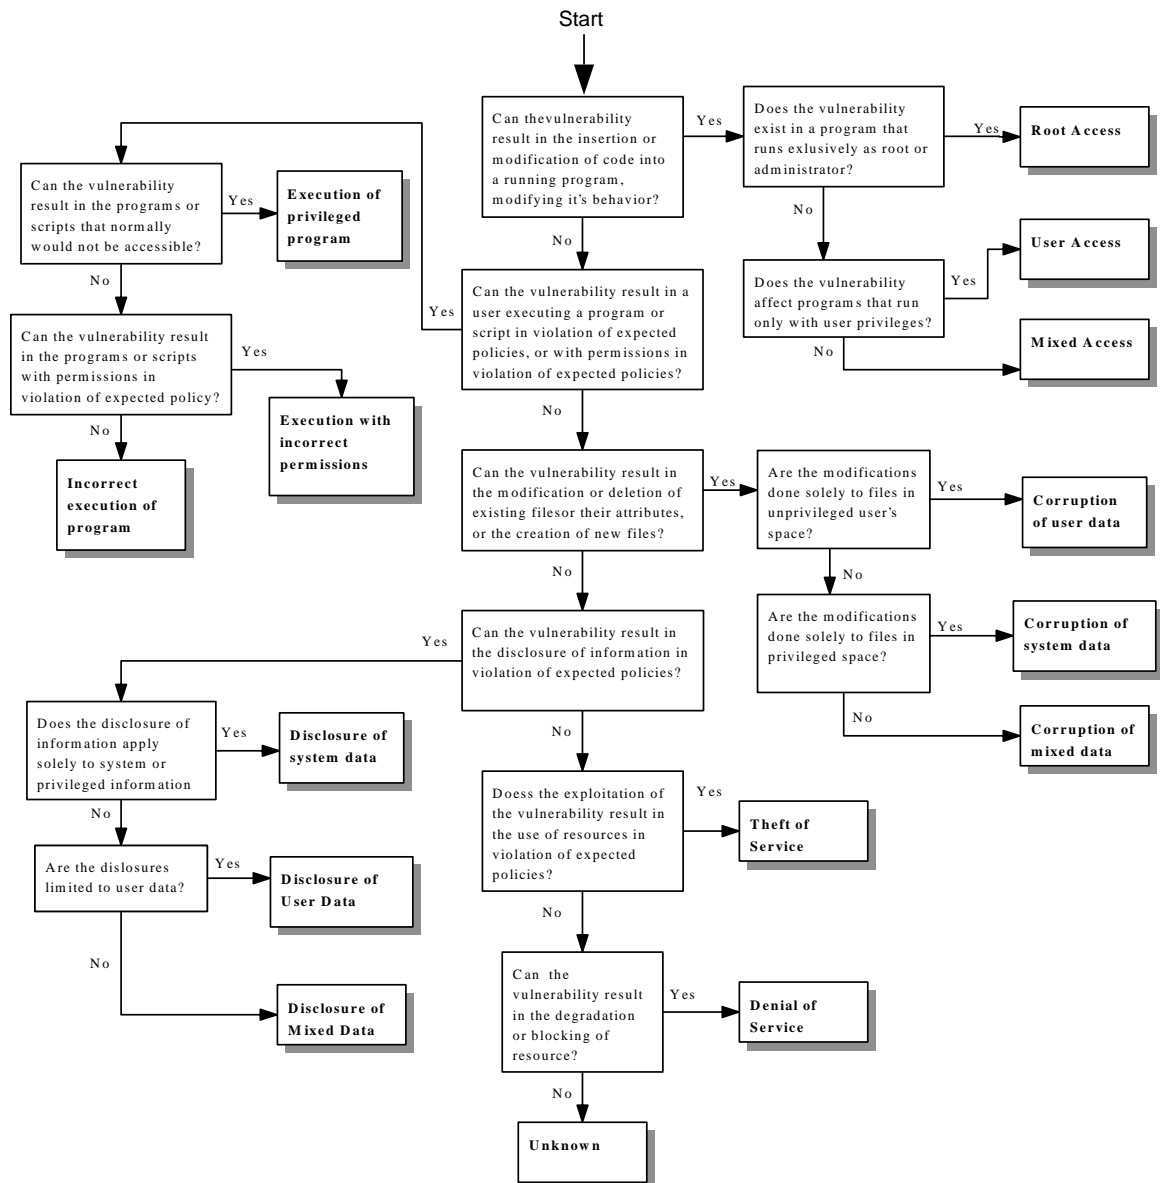 Start
Can thevulnerability
result in the insertion or
modification of code into
a running program,
modifying it's behavior?
Yes
Does the vulnerability
exist in a program that
runs exlusively as root or
administrator?
Yes
Root Access
No
Does the vulnerability
affect programs that run
only with user privileges?
Yes
User Access
No
Mixed Access
No
Can the vulnerability result in a
user executing a program or
script in violation of expected
policies, or with permissions in
violation of expected policies?
Yes
Can the vulnerability
result in the programs or
scripts that normally
would not be accessible?
Yes
Execution of
privileged
program
No
Can the vulnerability result
in the programs or scripts
with permissions in
violation of expected policy?
Yes
Execution with
incorrect
permissions
No
Incorrect
execution of
program
No
Can the vulnerability result in
the modification or deletion of
existing filesor their attributes,
or the creation of new files?
Yes
Are the modifications
done solely to files in
unprivileged user's
space?
Yes
Corruption
of user data
No
Are the modifications
done solely to files in
privileged space?
Yes
Corruption of
system data
No
Corruption of
mixed data
No
Can the vulnerability result in
the disclosure of information in
violation of expected policies?
Yes
Does the disclosure of
information apply
solely to system or
privileged information
Yes
Disclosure of
system data
No
Are the dislosures
limited to user data?
Yes
Disclosure of
User Data
No
Disclosure of
Mixed Data
No
Doess the exploitation of
the vulnerability result in
the use of resources in
violation of expected
policies?
Yes
Theft of
Service
No
Can the
vulnerability result
in the degradation
or blocking of
resource?
Yes
Denial of
Service
No
Unknown